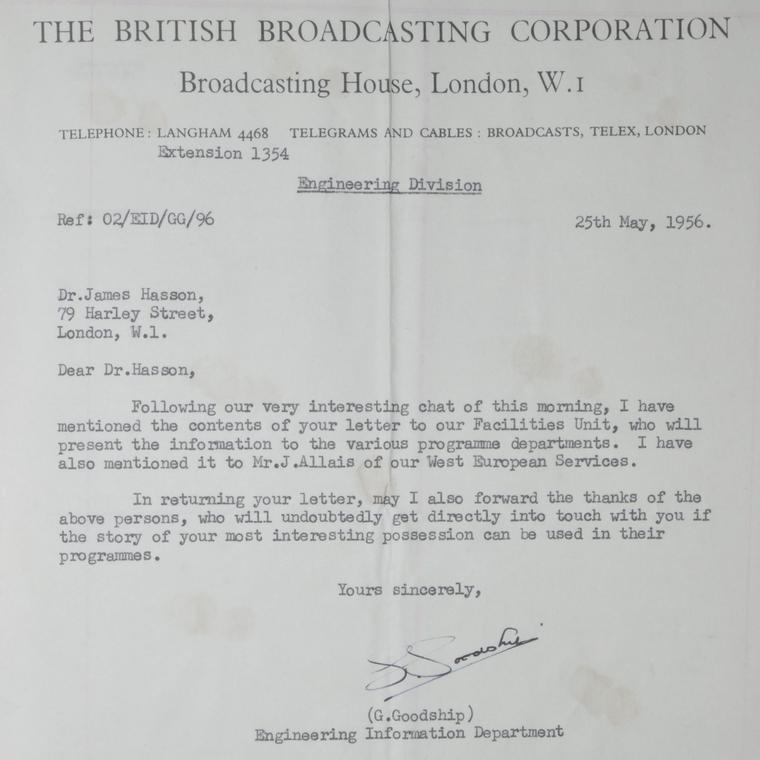 THE BRITISH BROADCASTING CORPORATION
Broadcasting House, London, W.1
TELEPHONE: LANGHAM 4468 TELEGRAMS AND CABLES: BROADCASTS, TELEX, LONDON
Extension 1354
Engineering Division
Ref: 02/EID/GG/96 25th May, 1956.
Dr.James Hasson,
79 Harley Street,
London, W.1.
Dear Dr.Hasson,
Following our very interesting chat of this morning, I have
mentioned the contents of your letter to our Facilities Unit, who will
present the information to the various programme departments. I have
also mentioned it to Mr.J.Allais of our West European Services.
In returning your letter, may I also forward the thanks of the
above persons, who will undoubtedly get directly into touch with you if
the story of your most interesting possession can be used in their
programmes.
Yours sincerely,
G. Goodship
(G.Goodship)
Engineering Information Department